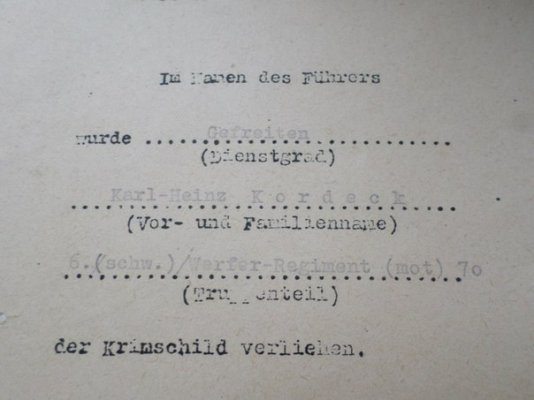 Im Namen des Führers
wurde ..............................
Gefreiten
(Dienstgrad)
Karl-Heinz K o r d e c k
......................................
(Vor- und Familienname)
6.(schw.)/Werfer-Regiment (mot) 7o
.......................................
(Truppenteil)
der Krimschild verliehen.